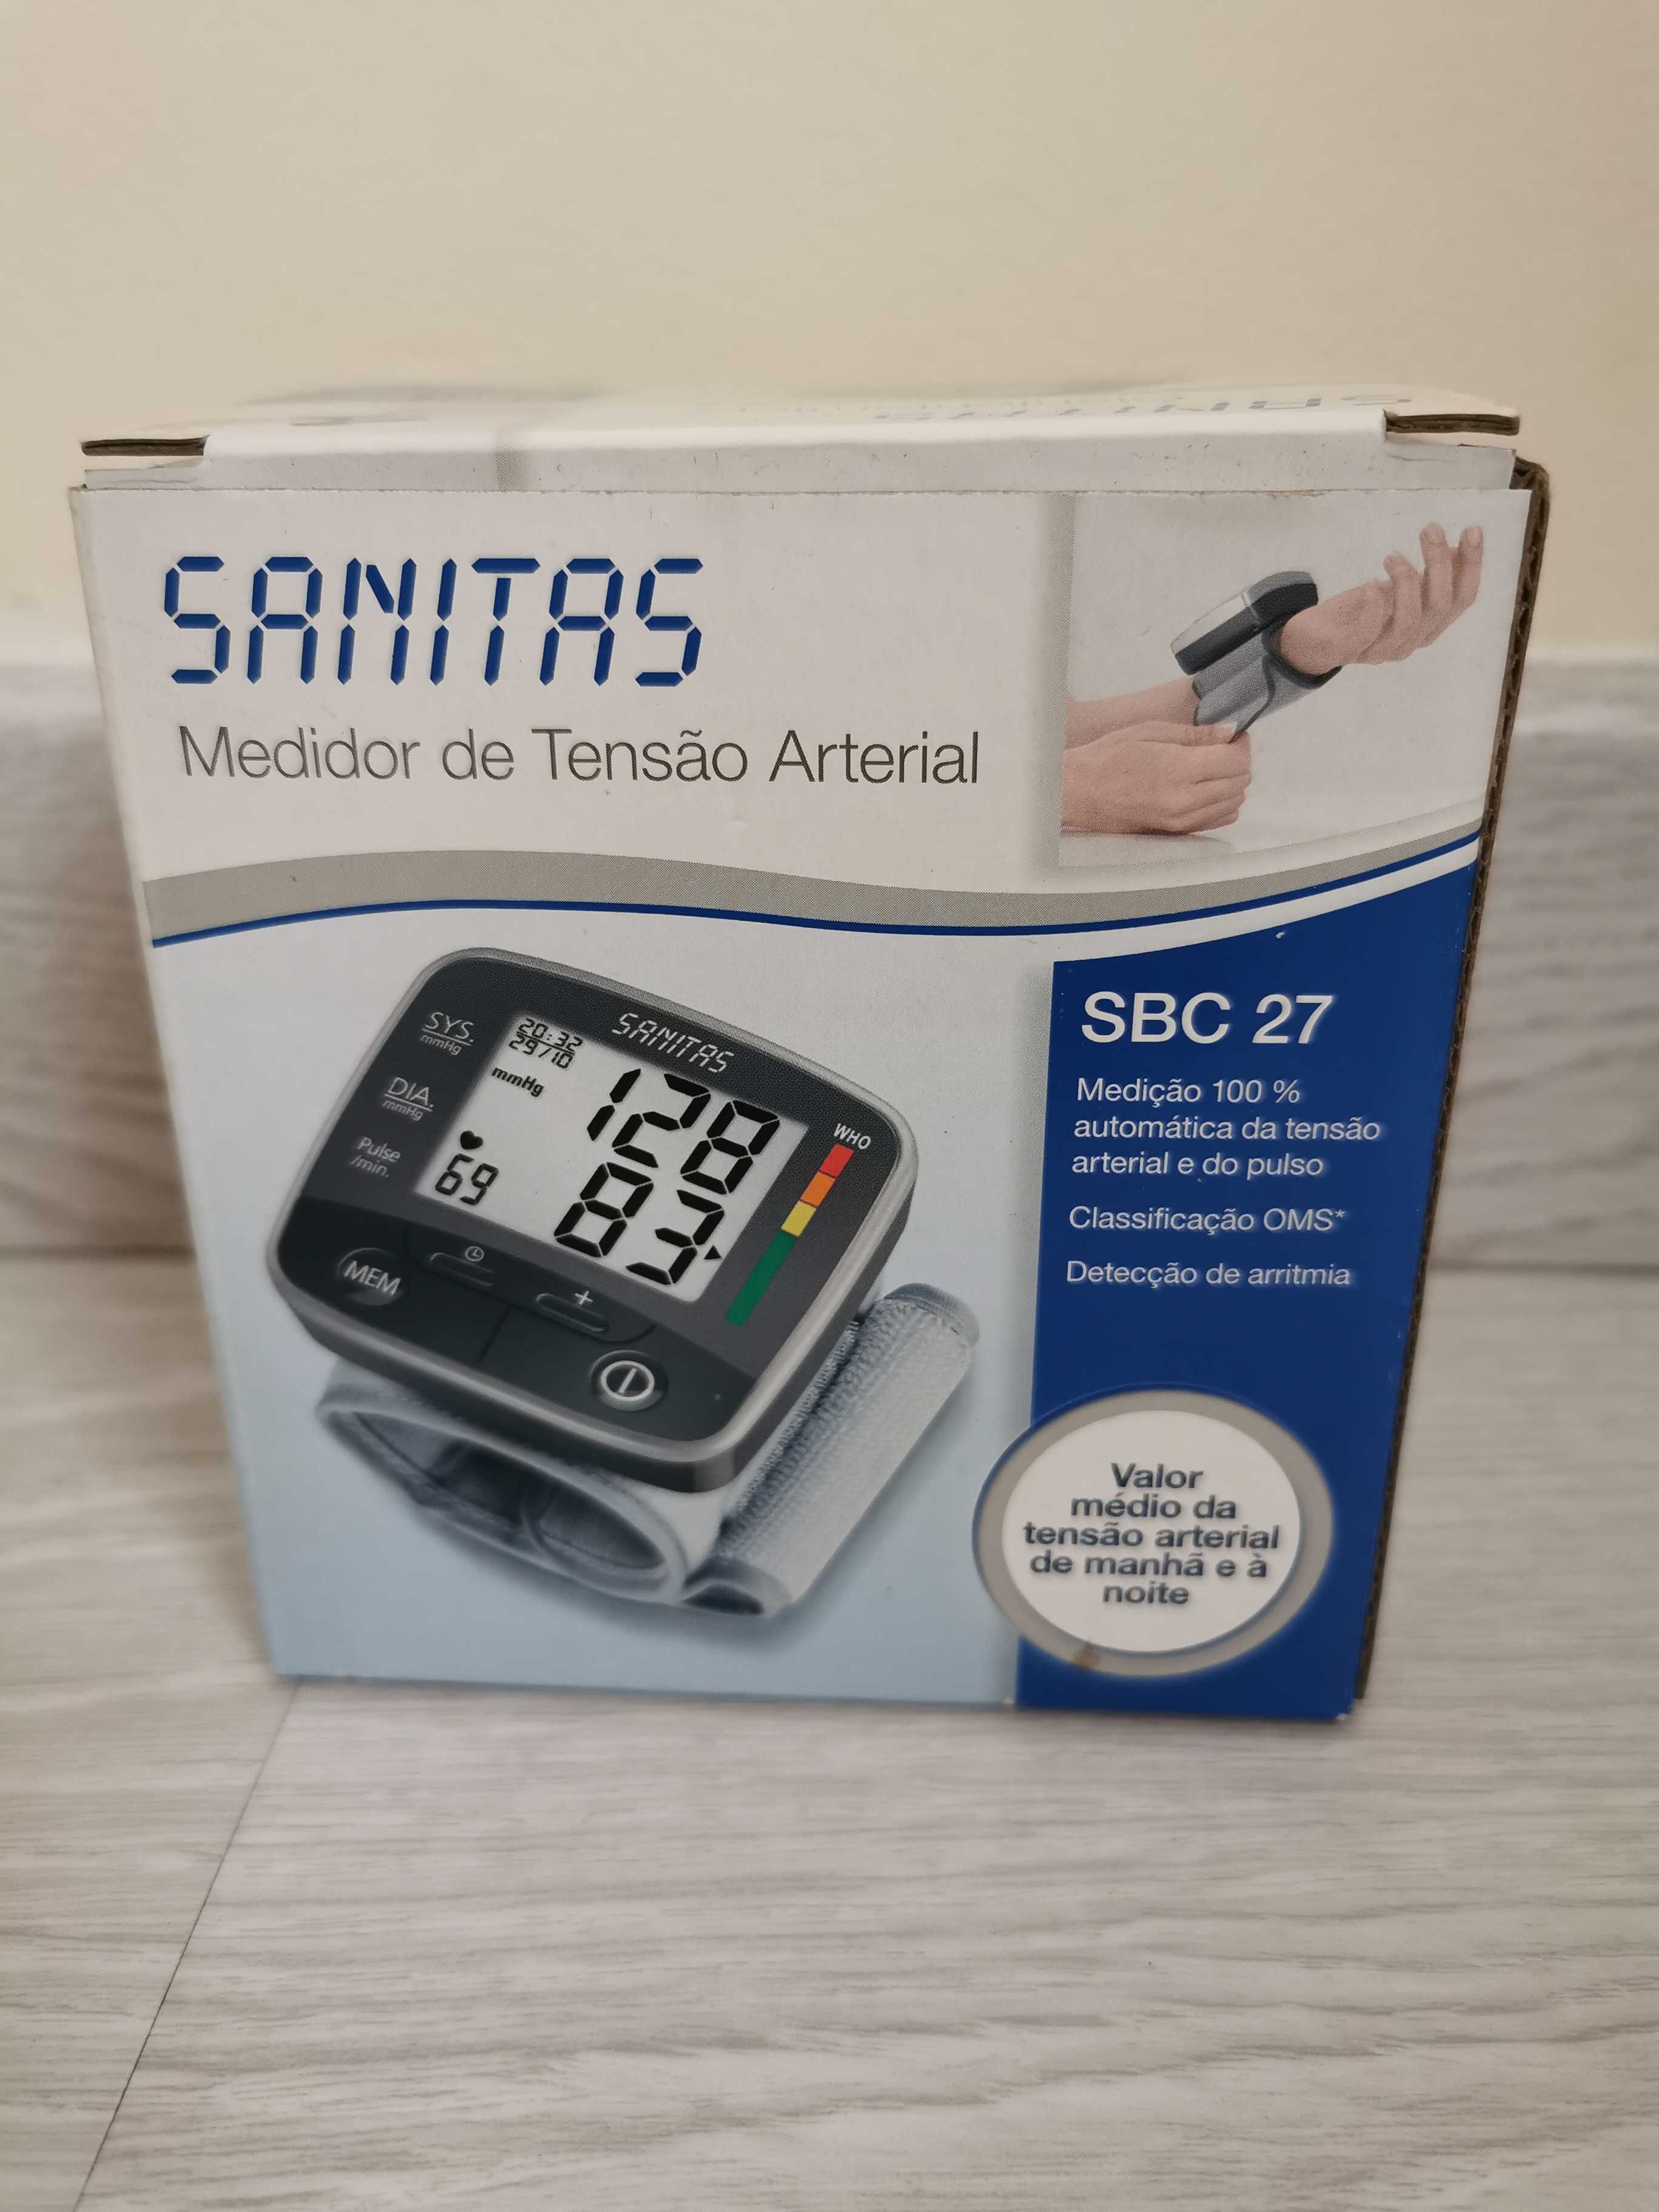 SANITAS
SANITAS
Medidor de Tensão Arterial
SANITAS
SYS.
mmHg
20:32
29/10
mmHg
128
DIA.
mmHg
83
WHO
Pulse
/min.
69
MEM
+
SBC 27
Medição 100 %
automática da tensão
arterial e do pulso
Classificação OMS*
Detecção de arritmia
Valor
médio da
tensão arterial
de manhã e à
noite